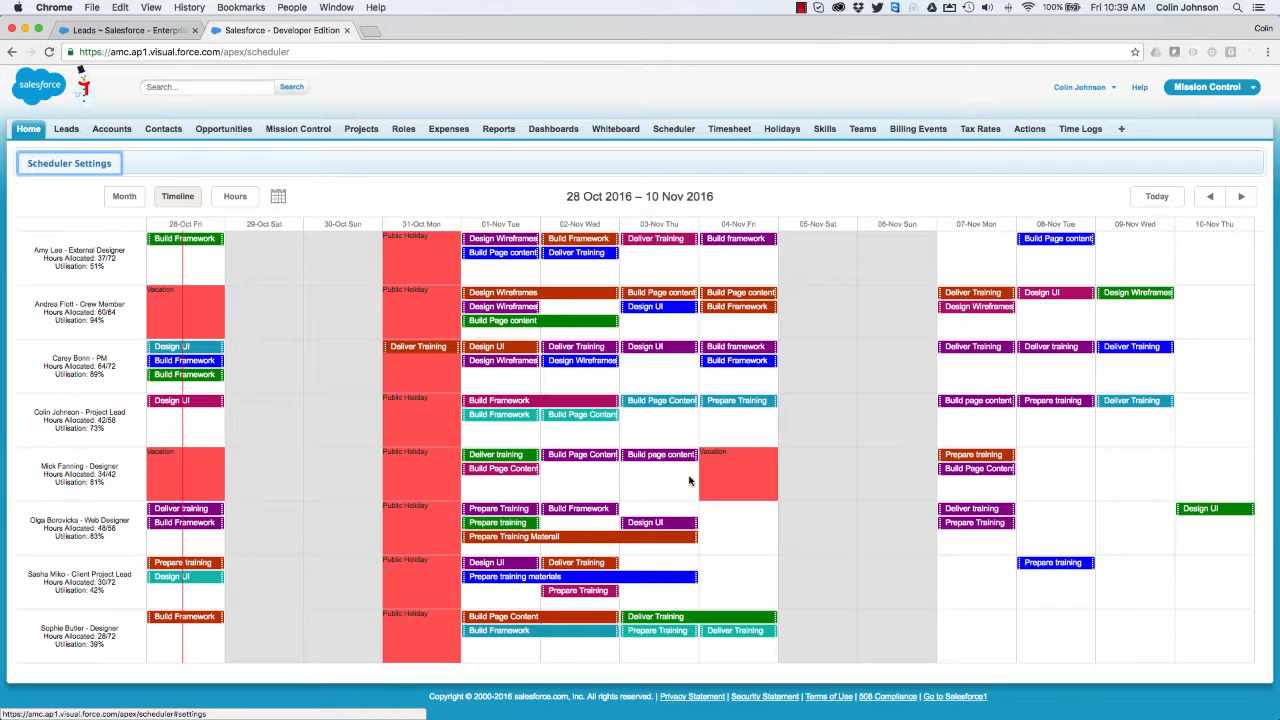 Chrome File Edit View History Bookmarks People Window Help 100% Fri 10:39 AM Colin Johnson
Leads ~ Salesforce - Enterpris × Salesforce - Developer Edition × Colin
https://amc.ap1.visual.force.com/apex/scheduler
salesforce Search... Search Colin Johnson Help Mission Control
Home Leads Accounts Contacts Opportunities Mission Control Projects Roles Expenses Reports Dashboards Whiteboard Scheduler Timesheet Holidays Skills Teams Billing Events Tax Rates Actions Time Logs +
Scheduler Settings
Month Timeline Hours 28 Oct 2016 – 10 Nov 2016 Today
28-Oct Fri 29-Oct Sat 30-Oct Sun 31-Oct Mon 01-Nov Tue 02-Nov Wed 03-Nov Thu 04-Nov Fri 05-Nov Sat 06-Nov Sun 07-Nov Mon 08-Nov Tue 09-Nov Wed 10-Nov Thu
Amy Lee - External Designer
Hours Allocated: 37/72
Utilisation: 51%
Build Framework Public Holiday Design Wireframes Build Framework Deliver Training Build framework Build Page content
Build Page content Deliver Training
Andrea Flott - Crew Member
Hours Allocated: 60/64
Utilisation: 94%
Vacation Public Holiday Design Wireframes Build Page content Build Page content Deliver Training Design UI Design Wireframes
Design Wireframes Design UI Build Framework Design Wireframes
Build Page content
Carey Bonn - PM
Hours Allocated: 64/72
Utilisation: 89%
Design UI Deliver Training Design UI Deliver Training Design UI Build framework Deliver Training Deliver training Deliver Training
Build Framework Design Wireframes Design Wireframes Build Framework
Build Framework
Colin Johnson - Project Lead
Hours Allocated: 42/58
Utilisation: 73%
Design UI Public Holiday Build Framework Build Page Content Prepare Training Build page content Prepare training Deliver Training
Build Framework Build Page Content
Mick Fanning - Designer
Hours Allocated: 34/42
Utilisation: 81%
Vacation Public Holiday Deliver training Build Page Content Build page content Vacation Prepare training
Build Page Content Build Page Content
Olga Borovicka - Web Designer
Hours Allocated: 48/58
Utilisation: 83%
Deliver training Public Holiday Prepare Training Build Framework Deliver training Design UI
Build Framework Prepare training Design UI Prepare Training
Prepare Training Materail
Sasha Miko - Client Project Lead
Hours Allocated: 30/72
Utilisation: 42%
Prepare training Public Holiday Design UI Deliver Training Prepare training
Design UI Prepare training materials
Prepare Training
Sophie Butler - Designer
Hours Allocated: 28/72
Utilisation: 39%
Build Framework Public Holiday Build Page Content Deliver Training
Build Framework Prepare Training Deliver Training
Copyright © 2000-2016 salesforce.com, inc. All rights reserved. | Privacy Statement | Security Statement | Terms of Use | 508 Compliance | Go to Salesforce1
https://amc.ap1.visual.force.com/apex/scheduler#settings